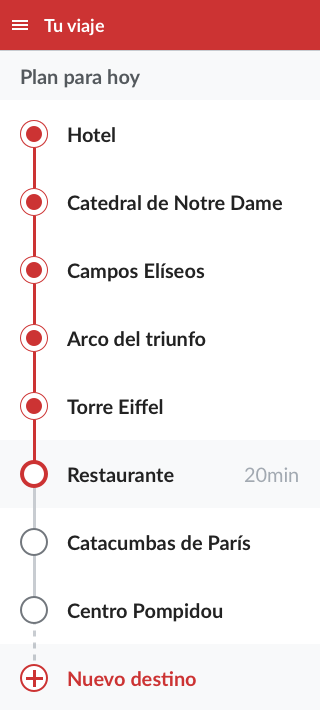 Tu viaje
Plan para hoy
Hotel
Catedral de Notre Dame
Campos Elíseos
Arco del triunfo
Torre Eiffel
Restaurante 20min
Catacumbas de París
Centro Pompidou
Nuevo destino